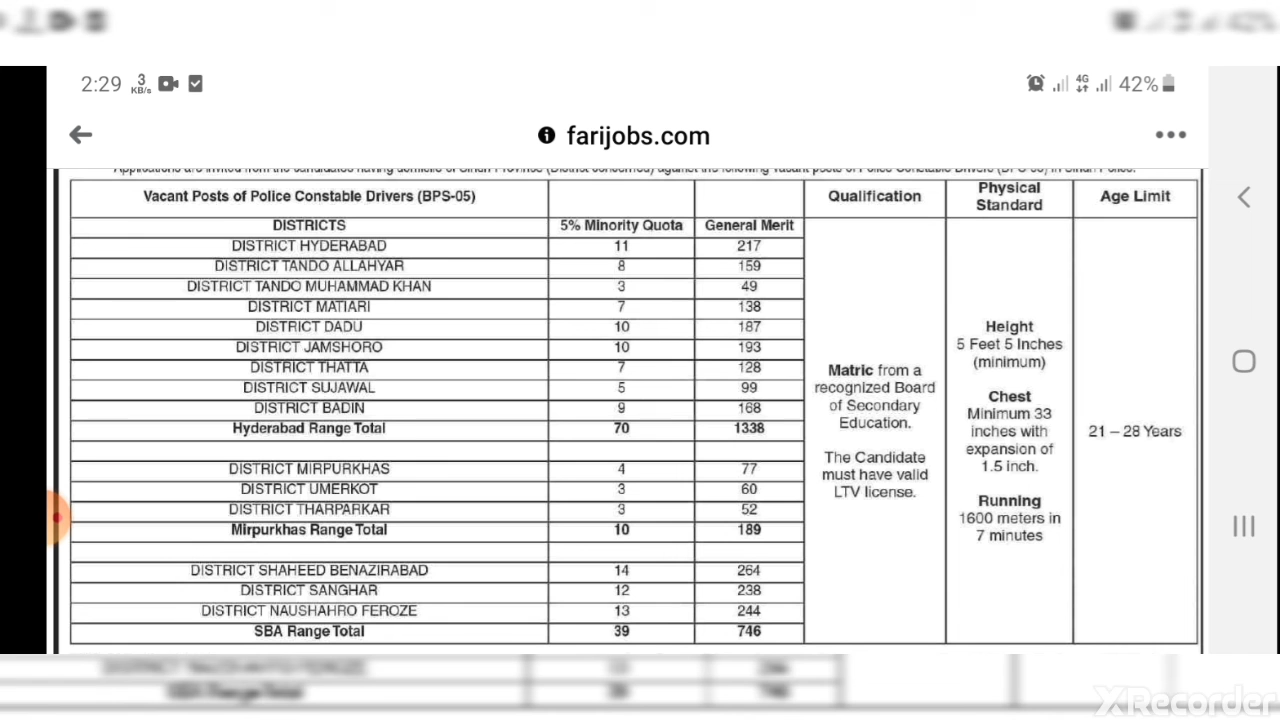 2:29 3 KB/s 4G 42%
farijobs.com
Vacant Posts of Police Constable Drivers (BPS-05) Qualification Physical Standard Age Limit
DISTRICTS 5% Minority Quota General Merit
DISTRICT HYDERABAD 11 217
DISTRICT TANDO ALLAHYAR 8 159
DISTRICT TANDO MUHAMMAD KHAN 3 49
DISTRICT MATIARI 7 138
DISTRICT DADU 10 187
DISTRICT JAMSHORO 10 193
DISTRICT THATTA 7 128
DISTRICT SUJAWAL 5 99
DISTRICT BADIN 9 168
Hyderabad Range Total 70 1338
DISTRICT MIRPURKHAS 4 77
DISTRICT UMERKOT 3 60
DISTRICT THARPARKAR 3 52
Mirpurkhas Range Total 10 189
DISTRICT SHAHEED BENAZIRABAD 14 264
DISTRICT SANGHAR 12 238
DISTRICT NAUSHAHRO FEROZE 13 244
SBA Range Total 39 746
Matric from a
recognized Board
of Secondary
Education.
The Candidate
must have valid
LTV license.
Height
5 Feet 5 Inches
(minimum)
Chest
Minimum 33
inches with
expansion of
1.5 inch.
Running
1600 meters in
7 minutes
21 – 28 Years
XRecorder